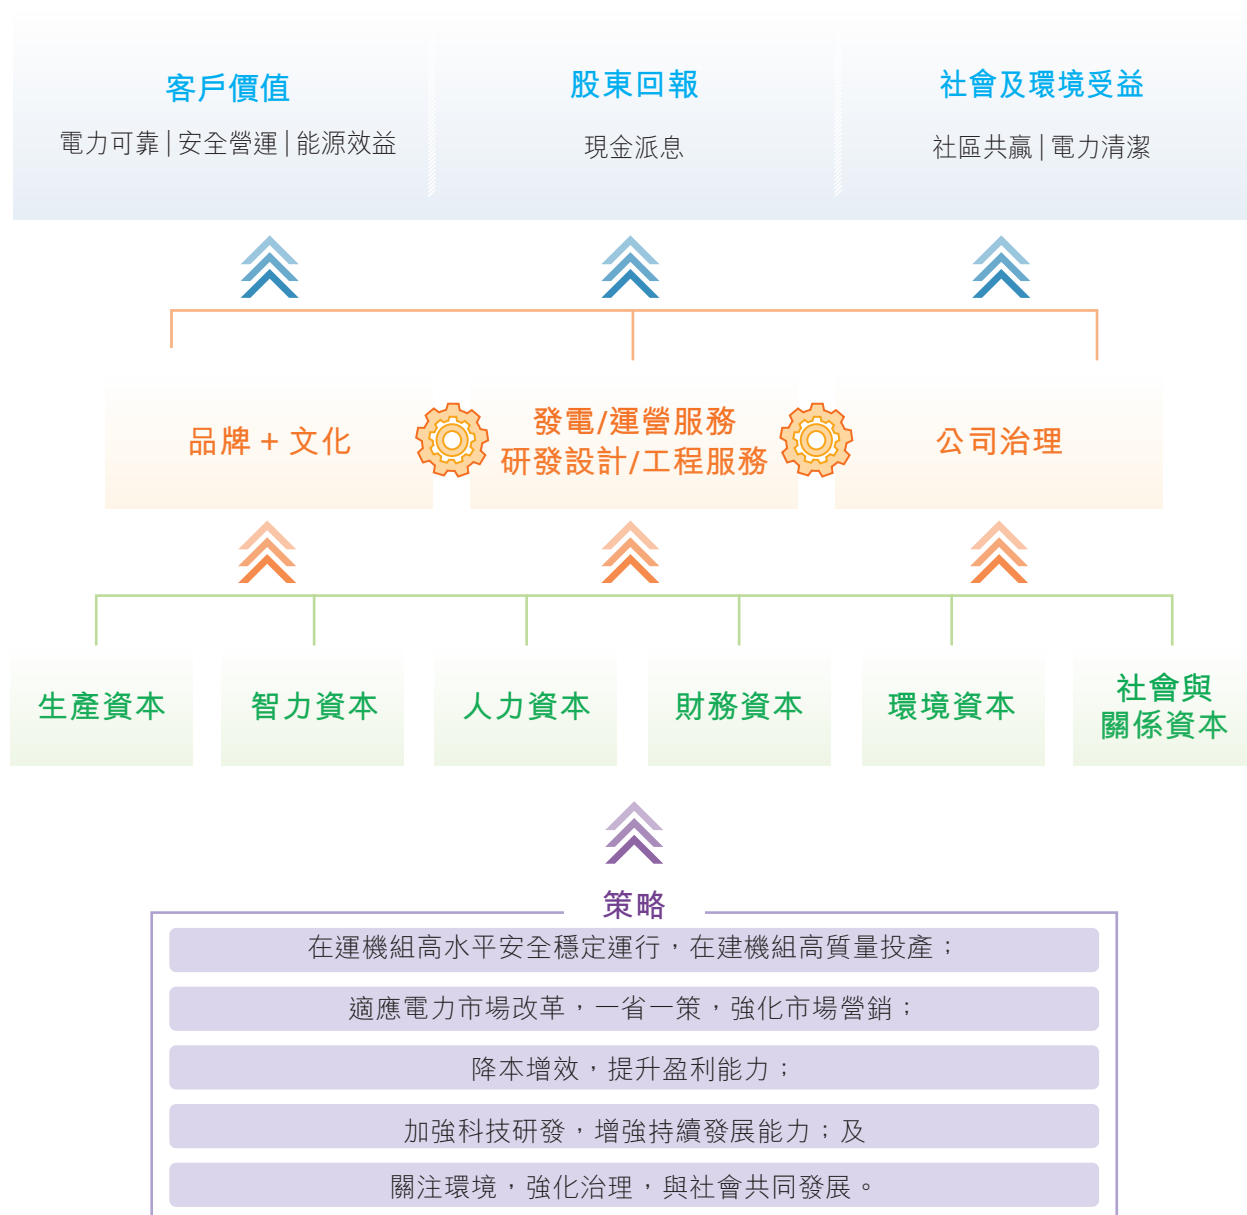 客戶價值
電力可靠|安全營運|能源效益
股東回報
現金派息
社會及環境受益
社區共贏|電力清潔
品牌 + 文化
發電/運營服務
研發設計/工程服務
公司治理
生產資本
智力資本
人力資本
財務資本
環境資本
社會與
關係資本
策略
在運機組高水平安全穩定運行，在建機組高質量投產；
適應電力市場改革，一省一策，強化市場營銷；
降本增效，提升盈利能力；
加強科技研發，增強持續發展能力；及
關注環境，強化治理，與社會共同發展。